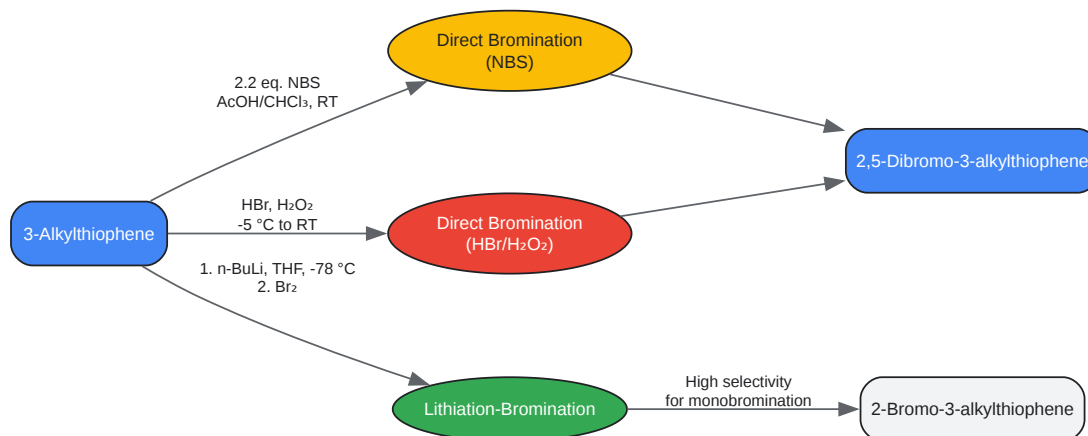 Direct Bromination
(NBS)
2.2 eq. NBS
AcOH/CHCl₃, RT
2,5-Dibromo-3-alkylthiophene
3-Alkylthiophene
HBr, H₂O₂
-5 °C to RT
Direct Bromination
(HBr/H₂O₂)
1. n-BuLi, THF, -78 °C
2. Br₂
Lithiation-Bromination
High selectivity
for monobromination
2-Bromo-3-alkylthiophene